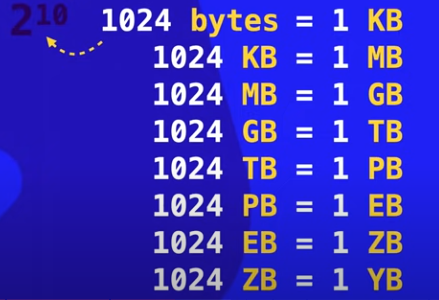 2¹⁰ 1024 bytes = 1 KB
1024 KB = 1 MB
1024 MB = 1 GB
1024 GB = 1 TB
1024 TB = 1 PB
1024 PB = 1 EB
1024 EB = 1 ZB
1024 ZB = 1 YB